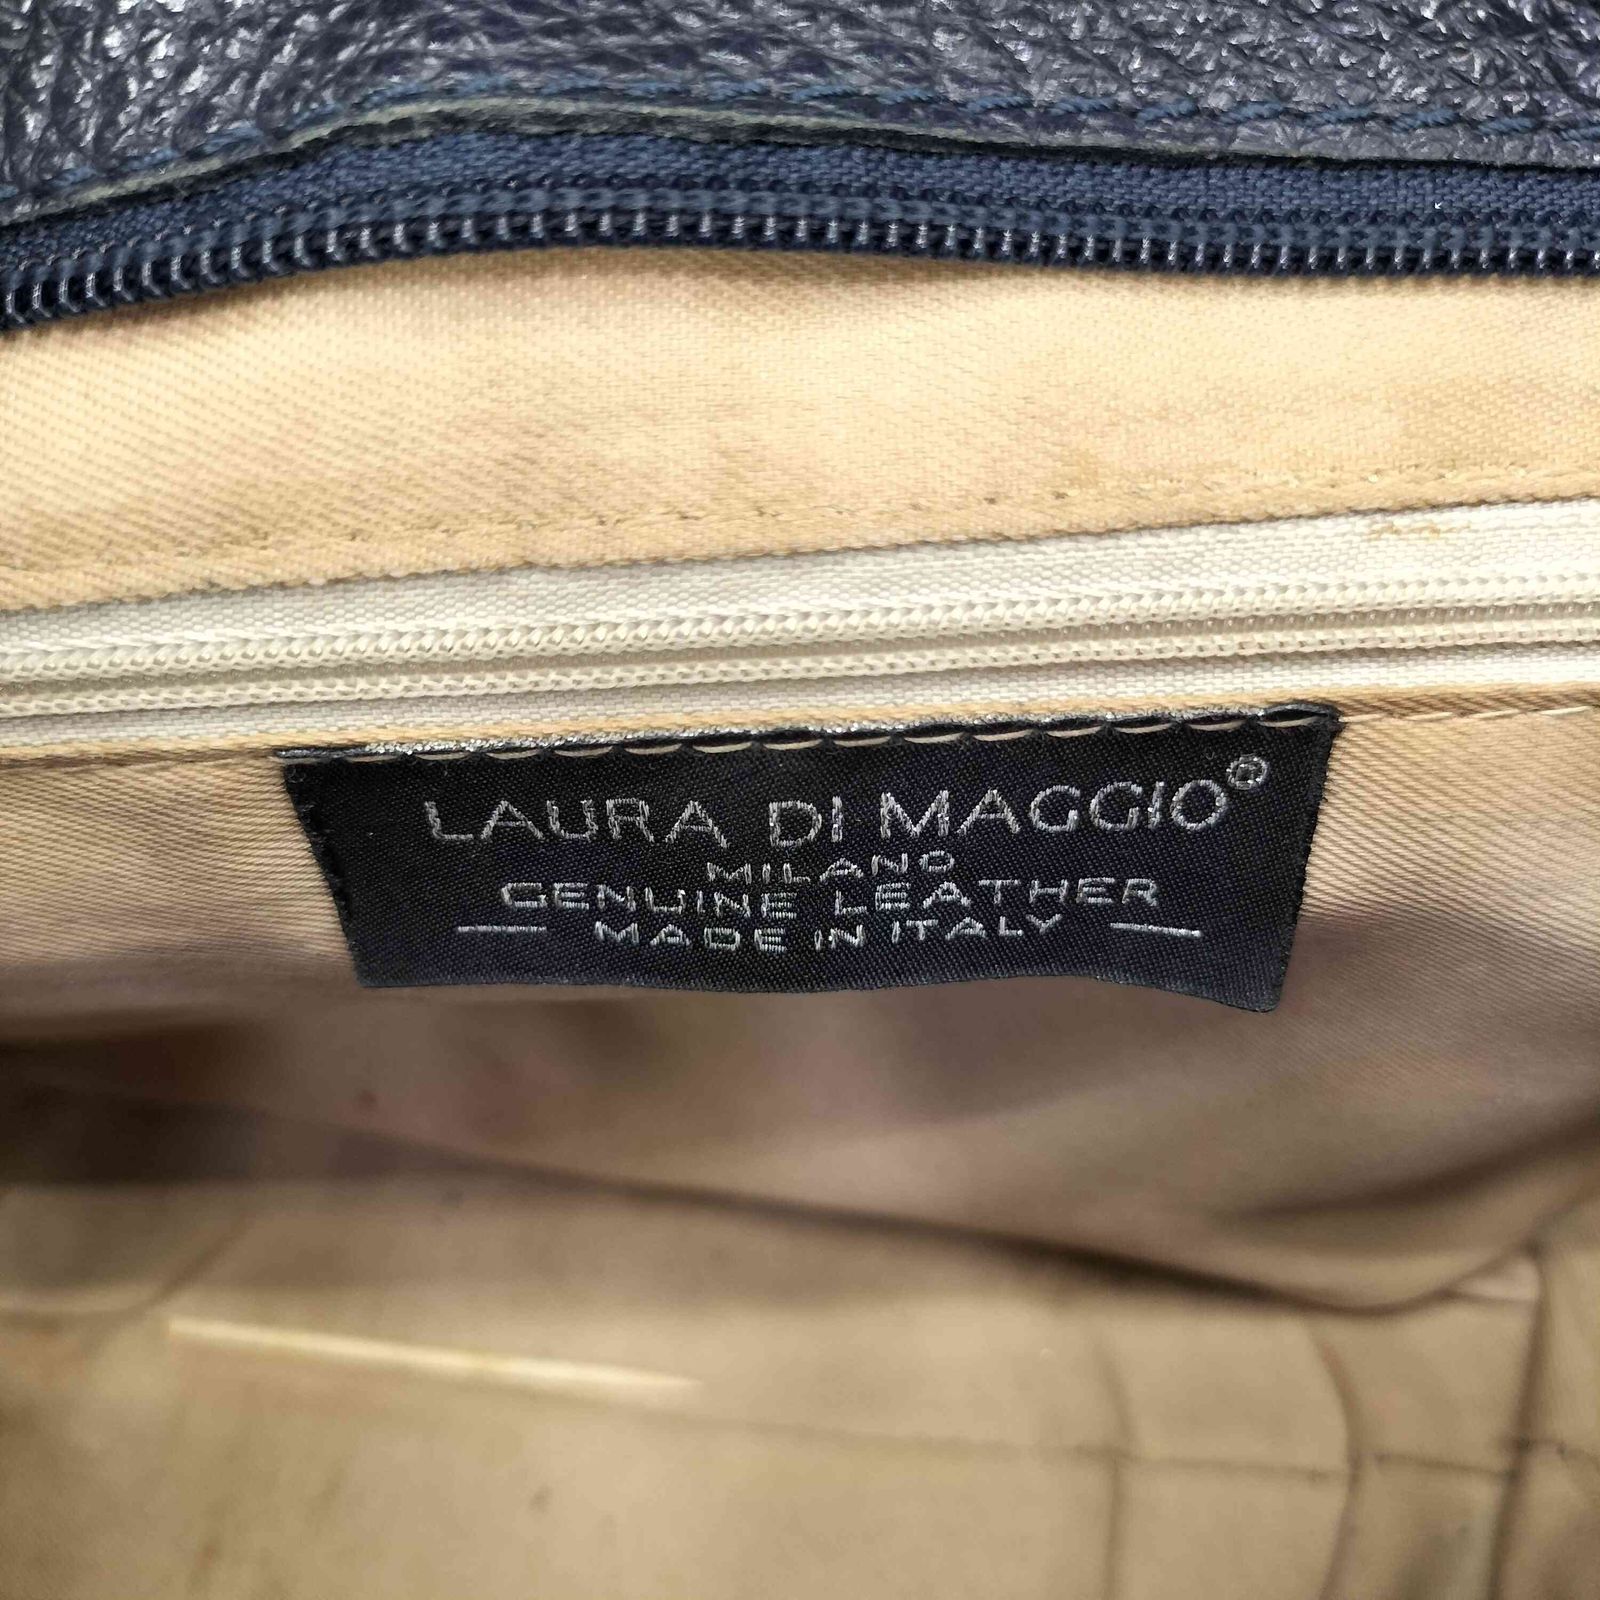 LAURA DI MAGGIO®
MILANO
GENUINE LEATHER
MADE IN ITALY